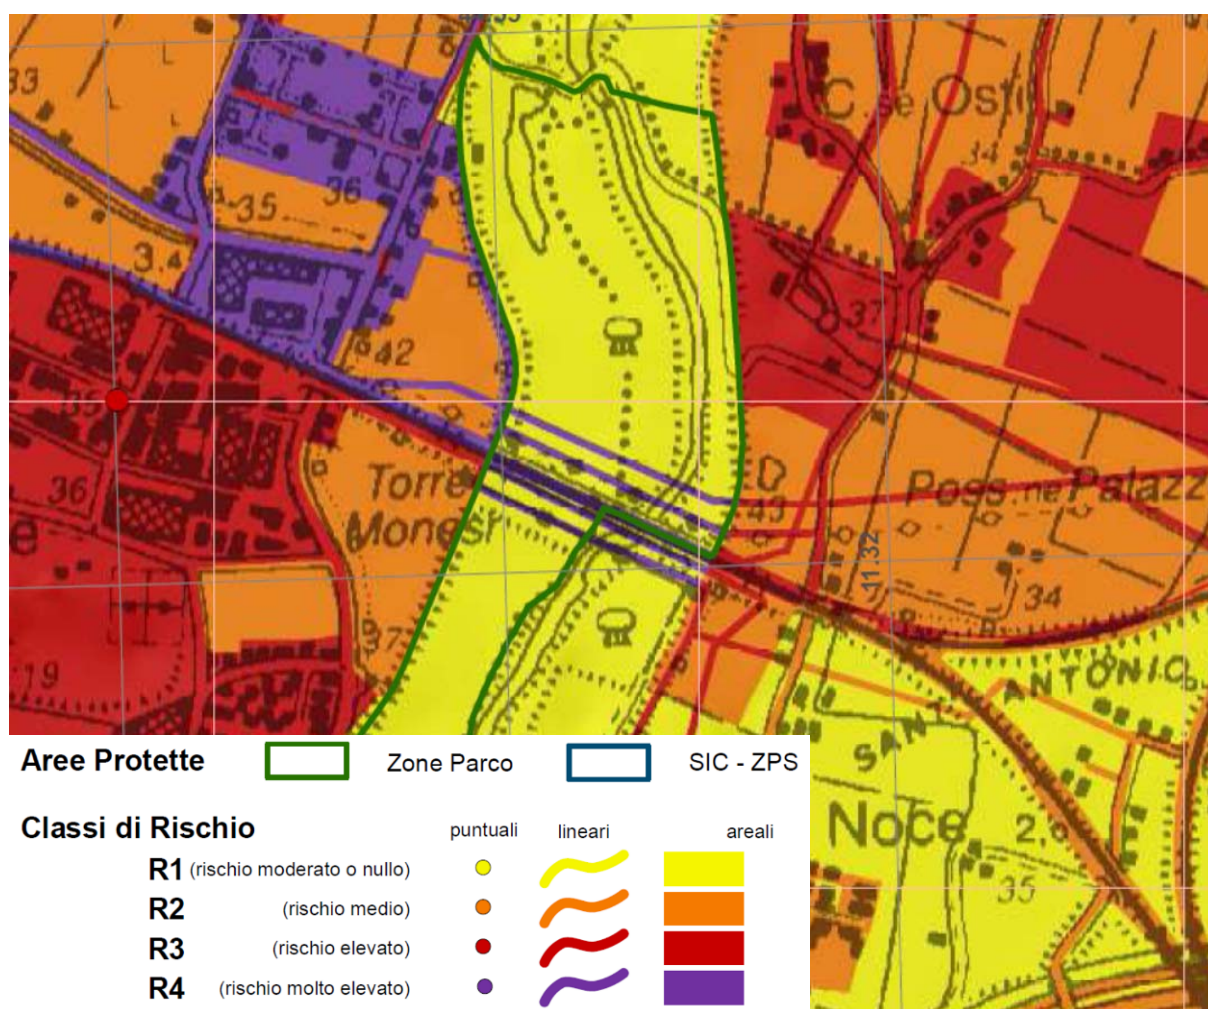 33
C. se Osti
34
36
35
3.4
37
42
36
Torre
Monesi
43
Poss. ni Palazz
e
11.32
34
37
19
SANT'
ANTONIO
Noce
2,6
35
Aree Protette
Zone Parco
SIC - ZPS
Classi di Rischio
puntuali
lineari
areali
R1 (rischio moderato o nullo)
R2 (rischio medio)
R3 (rischio elevato)
R4 (rischio molto elevato)